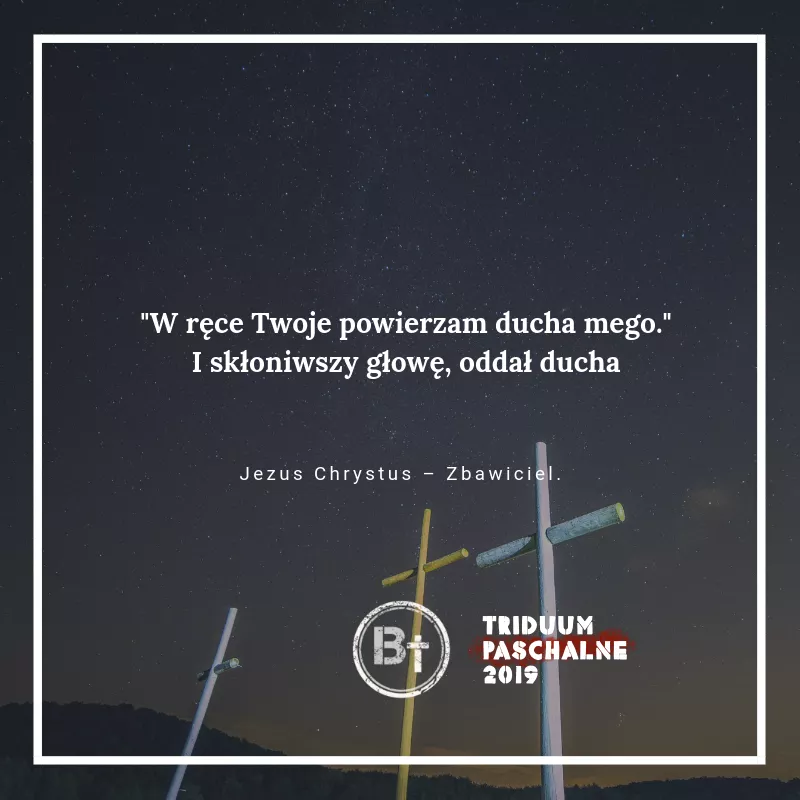 "W ręce Twoje powierzam ducha mego."
I skłoniwszy głowę, oddał ducha
Jezus Chrystus – Zbawiciel.
B†
TRIDUUM
PASCHALNE
2019